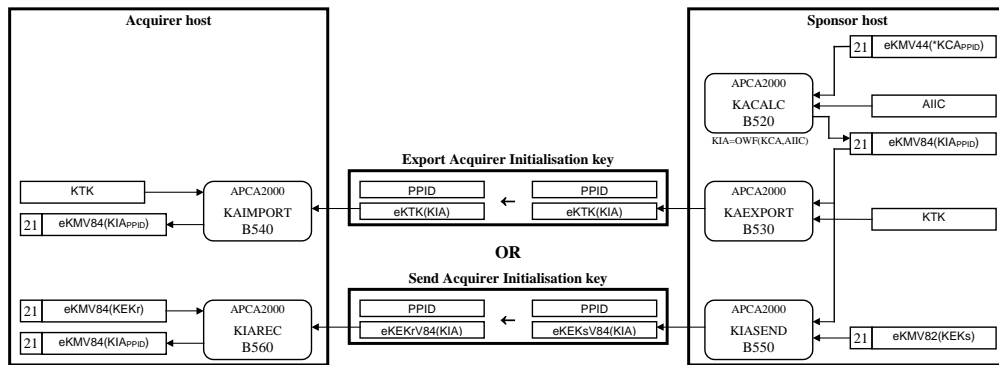 Acquirer host
Sponsor host
21 eKMV44(*KCAPPID)
APCA2000
KACALC
B520
AIIC
KIA=OWF(KCA,AIIC)
21 eKMV84(KIAPPID)
Export Acquirer Initialisation key
KTK
APCA2000
KAIMPORT
B540
21 eKMV84(KIAPPID)
PPID
eKTK(KIA)
←
PPID
eKTK(KIA)
APCA2000
KAEXPORT
B530
KTK
OR
Send Acquirer Initialisation key
21 eKMV84(KEKr)
APCA2000
KIAREC
B560
21 eKMV84(KIAPPID)
PPID
eKEKrV84(KIA)
←
PPID
eKEKsV84(KIA)
APCA2000
KIASEND
B550
21 eKMV82(KEKs)